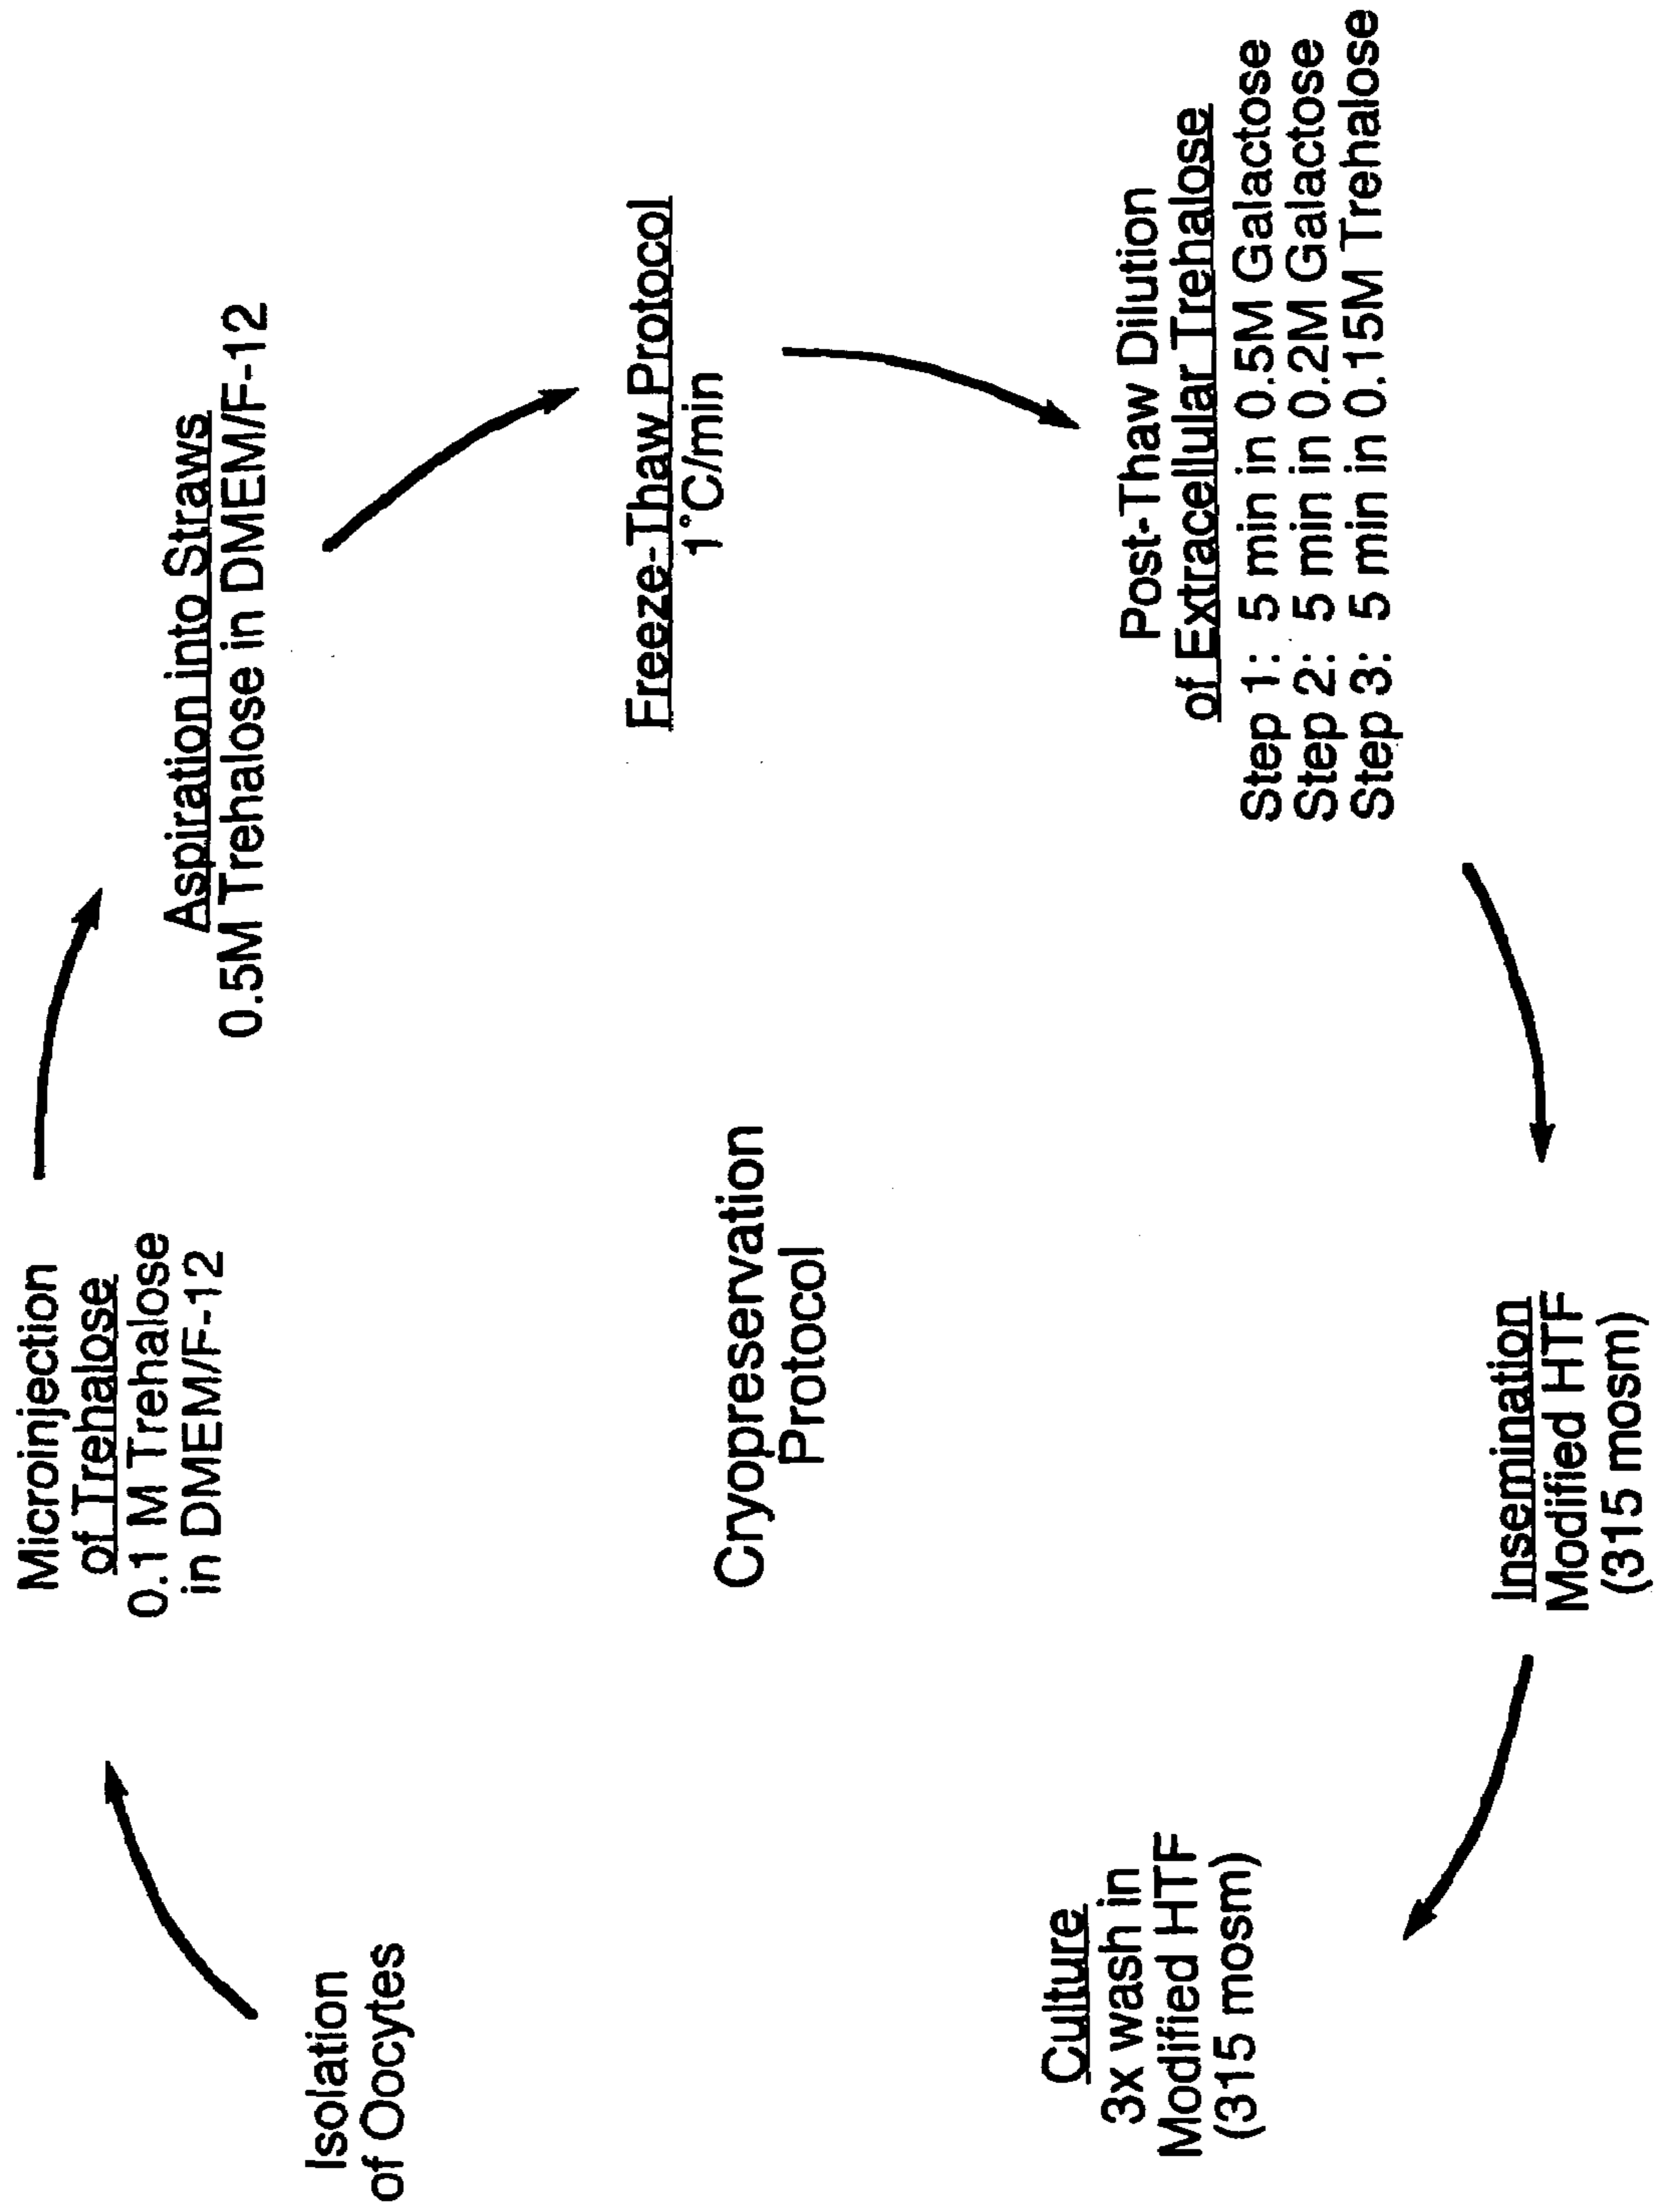 Isolation
of Oocytes
Microinjection
of Trehalose
0.1 M Trehalose
in DMEM/F-12
Aspiration into Straws
0.5M Trehalose in DMEM/F-12
Freeze-Thaw Protocol
1°C/min
Post-Thaw Dilution
of Extracellular Trehalose
Step 1: 5 min in 0.5M Galactose
Step 2: 5 min in 0.2M Galactose
Step 3: 5 min in 0.15M Trehalose
Insemination
Modified HTF
(315 mosm)
Culture
3x wash in
Modified HTF
(315 mosm)
Cryopreservation
Protocol